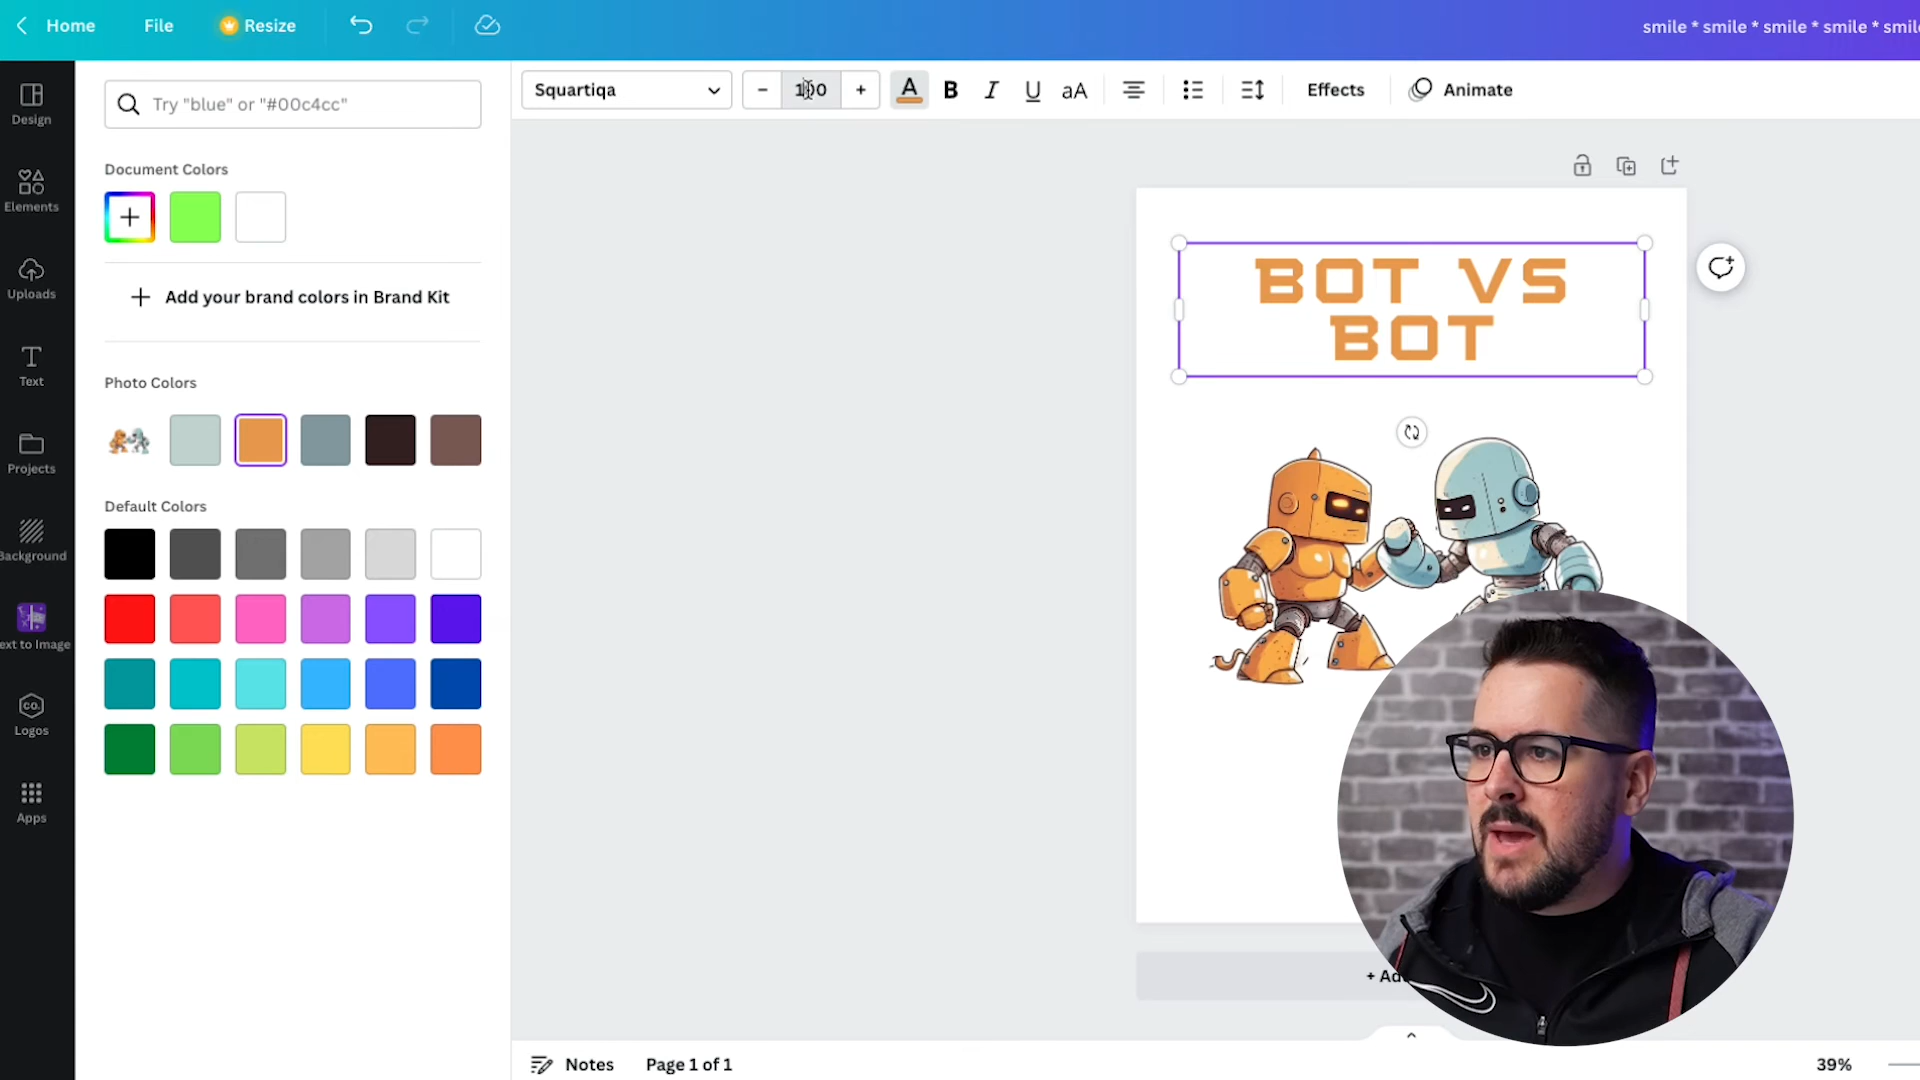 Home File Resize smile * smile * smile * smile *
Squartiqa − + A B I U aA Effects Animate
Try "blue" or "#00c4cc"
Design
Document Colors
Elements
+
Add your brand colors in Brand Kit
Uploads
BOT VS
BOT
Text
Photo Colors
Projects
Default Colors
Background
ext to Image
co.
Logos
Apps
Notes Page 1 of 1 39%